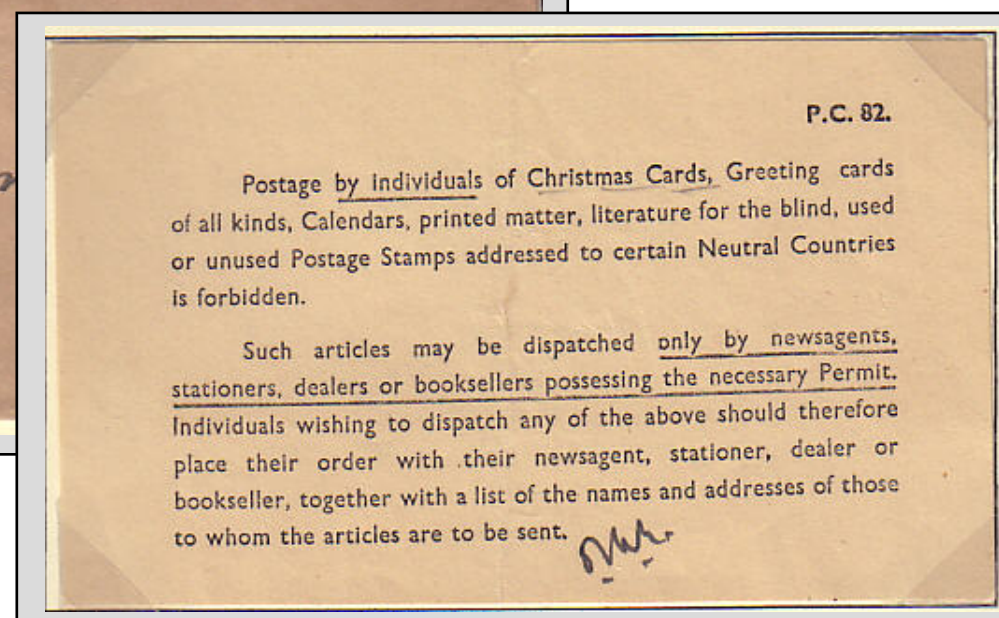 P.C. 82.
Postage by individuals of Christmas Cards, Greeting cards
of all kinds, Calendars, printed matter, literature for the blind, used
or unused Postage Stamps addressed to certain Neutral Countries
is forbidden.
Such articles may be dispatched only by newsagents,
stationers, dealers or booksellers possessing the necessary Permit.
Individuals wishing to dispatch any of the above should therefore
place their order with .their newsagent, stationer, dealer or
bookseller, together with a list of the names and addresses of those
to whom the articles are to be sent.